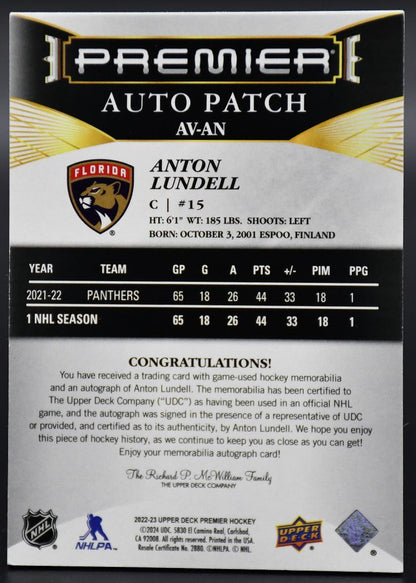 PREMIER
AUTO PATCH
AV-AN
FLORIDA
ANTON
LUNDELL
C | #15
HT: 6'1" WT: 185 LBS. SHOOTS: LEFT
BORN: OCTOBER 3, 2001 ESPOO, FINLAND
YEAR TEAM GP G A PTS +/- PIM PPG
2021-22 PANTHERS 65 18 26 44 33 18 1
1 NHL SEASON 65 18 26 44 33 18 1
CONGRATULATIONS!
You have received a trading card with game-used hockey memorabilia
and an autograph of Anton Lundell. The memorabilia has been certified to
The Upper Deck Company ("UDC") as having been used in an official NHL
game, and the autograph was signed in the presence of a representative of UDC
or provided, and certified as to its authenticity, by Anton Lundell. We hope you enjoy
this piece of hockey history, as we continue to keep you as close as you can get!
Enjoy your memorabilia autograph card!
The Richard P. McWilliam Family
THE UPPER DECK COMPANY
NHL
NHLPA
2022-23 UPPER DECK PREMIER HOCKEY
©2024 UDC, 5830 El Camino Real, Carlsbad,
CA 92008. All rights reserved. Printed in the USA.
Resale Certificate No. 2880. ©NHLPA. © NHL.
UPPER
DECK